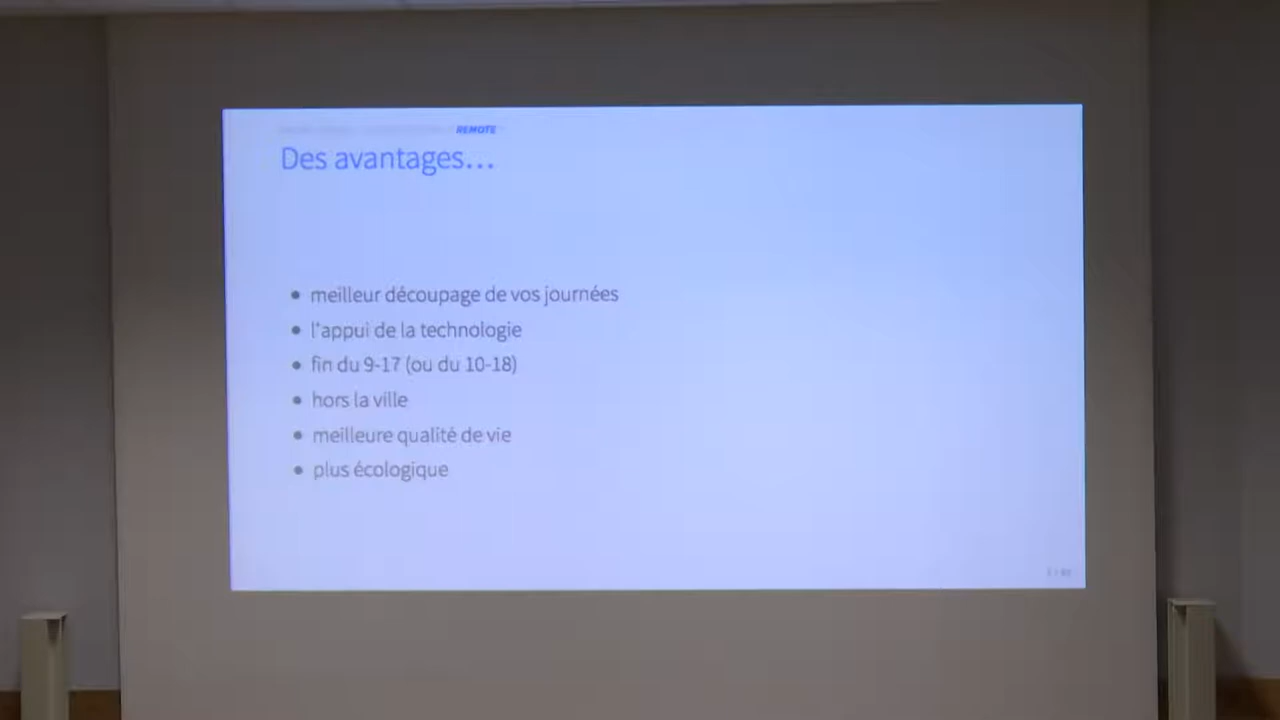 REMOTE
Des avantages…
• meilleur découpage de vos journées
• l'appui de la technologie
• fin du 9-17 (ou du 10-18)
• hors la ville
• meilleure qualité de vie
• plus écologique